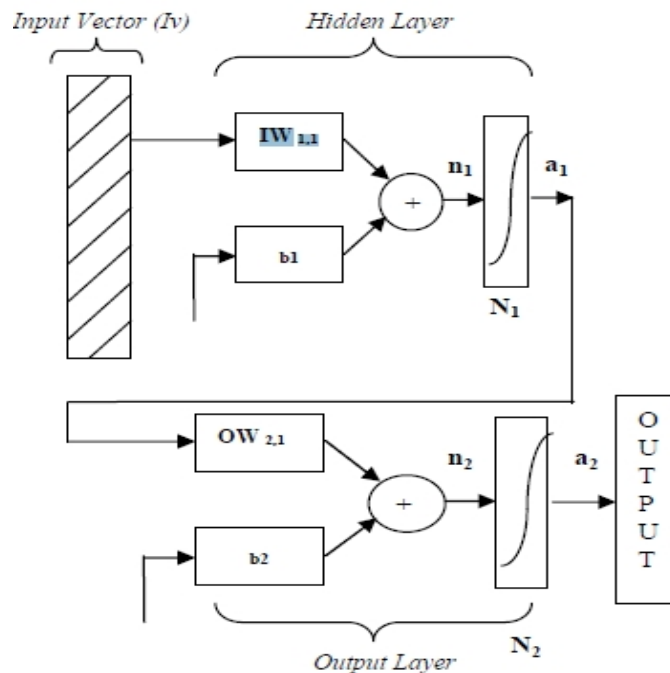 Input Vector (Iv)
Hidden Layer
IW 1,1
n1
a1
+
b1
N1
OW 2,1
n2
a2
+
b2
OUTPUT
N2
Output Layer